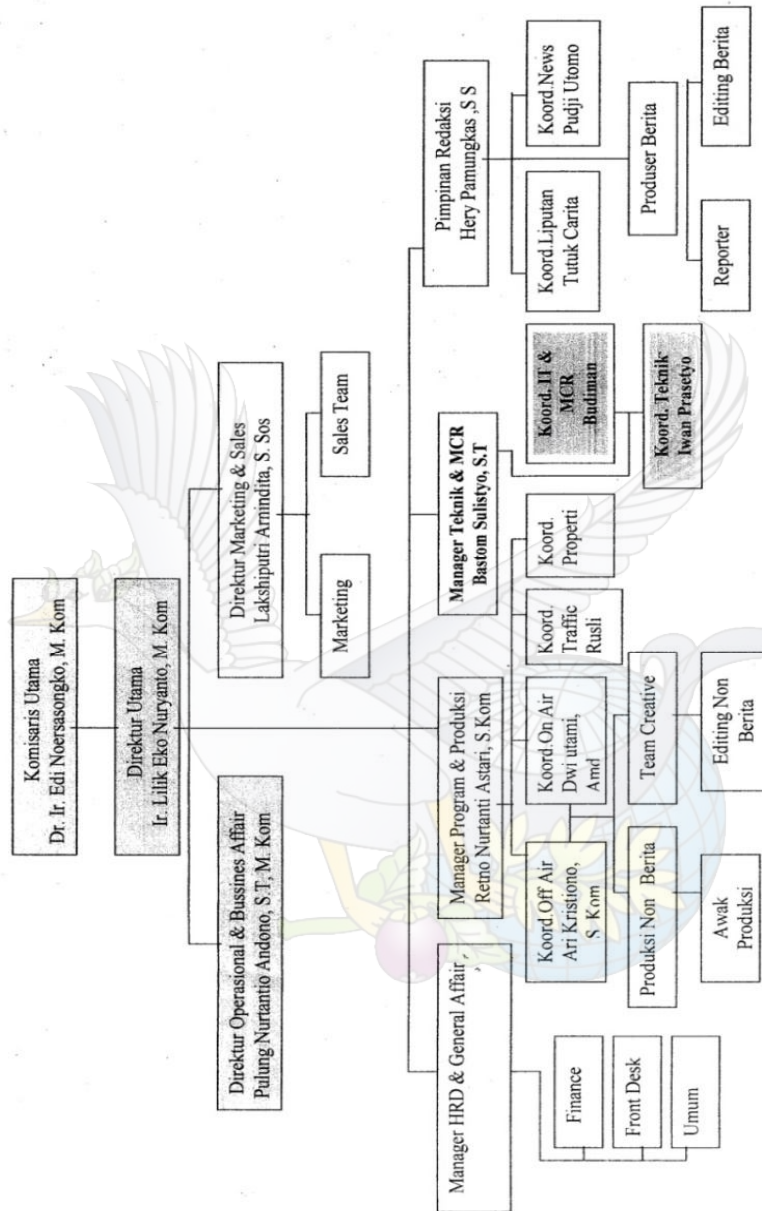 Komisaris Utama
Dr. Ir. Edi Noersasongko, M. Kom
Direktur Utama
Ir. Lilik Eko Nuryanto, M. Kom
Direktur Operasional & Bussines Affair
Pulung Nurtantio Andono, S.T, M. Kom
Direktur Marketing & Sales
Lakshiputri Arnindita, S. Sos
Marketing
Sales Team
Manager HRD & General Affair
Finance
Front Desk
Umum
Manager Program & Produksi
Retno Nurtanti Astari, S.Kom
Koord.Off Air
Ari Kristiono,
S. Kom
Koord.On Air
Dwi utami,
Amd
Koord.
Traffic
Rusli
Koord.
Properti
Produksi Non Berita
Team Creative
Awak
Produksi
Editing Non
Berita
Manager Teknik & MCR
Bastom Sulistyo, S.T
Koord. IT &
MCR
Budiman
Koord. Teknik
Iwan Prasetyo
Pimpinan Redaksi
Hery Pamungkas ,S S
Koord.Liputan
Tutuk Carita
Koord.News
Pudji Utomo
Produser Berita
Reporter
Editing Berita